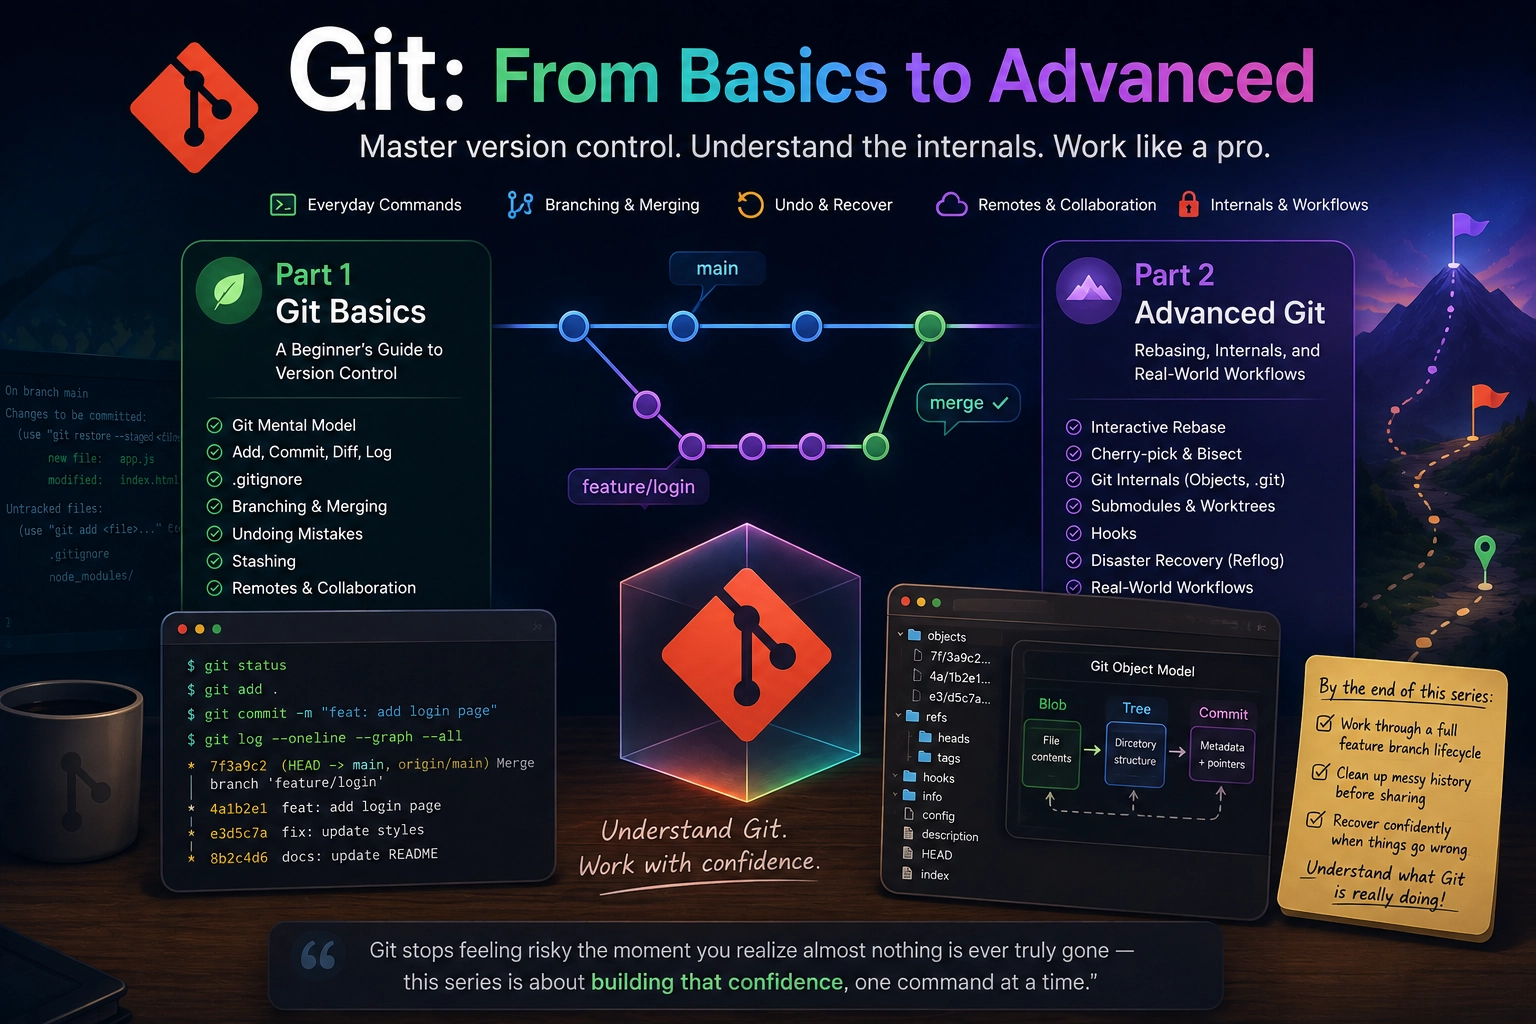 Git: From Basics to Advanced
Master version control. Understand the internals. Work like a pro.
Everyday Commands
Branching & Merging
Undo & Recover
Remotes & Collaboration
Internals & Workflows
Part 1
Git Basics
A Beginner's Guide to
Version Control
Git Mental Model
Add, Commit, Diff, Log
.gitignore
Branching & Merging
Undoing Mistakes
Stashing
Remotes & Collaboration
main
merge
feature/login
Part 2
Advanced Git
Rebasing, Internals, and
Real-World Workflows
Interactive Rebase
Cherry-pick & Bisect
Git Internals (Objects, .git)
Submodules & Worktrees
Hooks
Disaster Recovery (Reflog)
Real-World Workflows
On branch main
Changes to be committed:
(use "git restore --staged
new file: app.js
modified: index.html
Untracked files:
(use "git add <file>..."
.gitignore
node_modules/
$ git status
$ git add .
$ git commit -m "feat: add login page"
$ git log --oneline --graph --all
* 7f3a9c2 (HEAD -> main, origin/main) Merge
branch 'feature/login'
* 4a1b2e1 feat: add login page
* e3d5c7a fix: update styles
* 8b2c4d6 docs: update README
Understand Git.
Work with confidence.
objects
7f/3a9c2...
4a/1b2e1...
e3/d5c7a...
refs
heads
tags
hooks
info
config
description
HEAD
index
Git Object Model
Blob
Tree
Commit
File
contents
Dircetory
structure
Metadata
+ pointers
By the end of this series:
Work through a full
feature branch lifecycle
Clean up messy history
before sharing
Recover confidently
when things go wrong
Understand what Git
is really doing!
“ Git stops feeling risky the moment you realize almost nothing is ever truly gone —
this series is about building that confidence, one command at a time.”